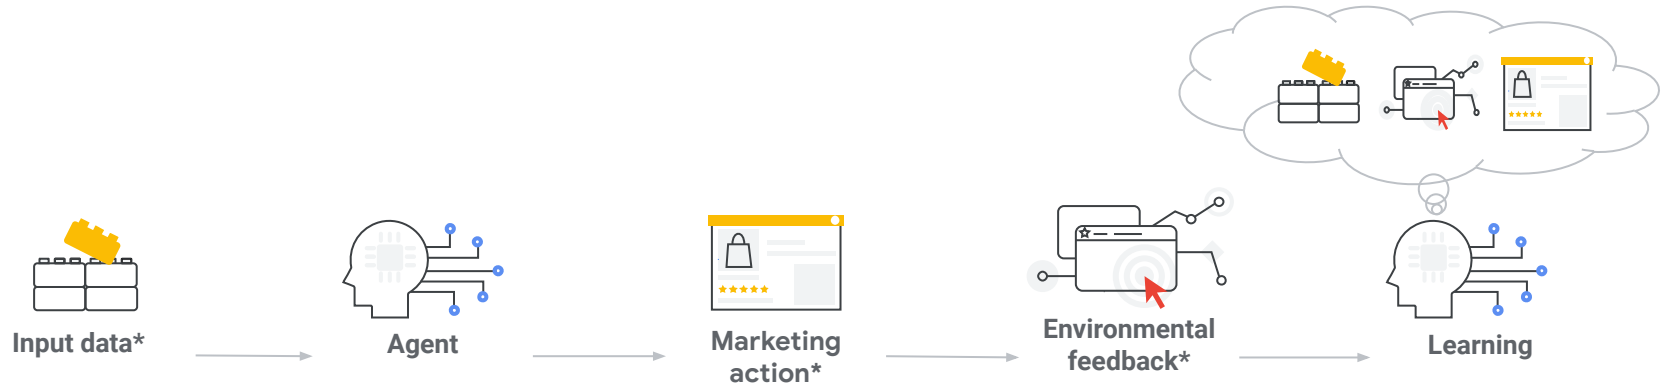 Input data*
Agent
Marketing
action*
Environmental
feedback*
Learning